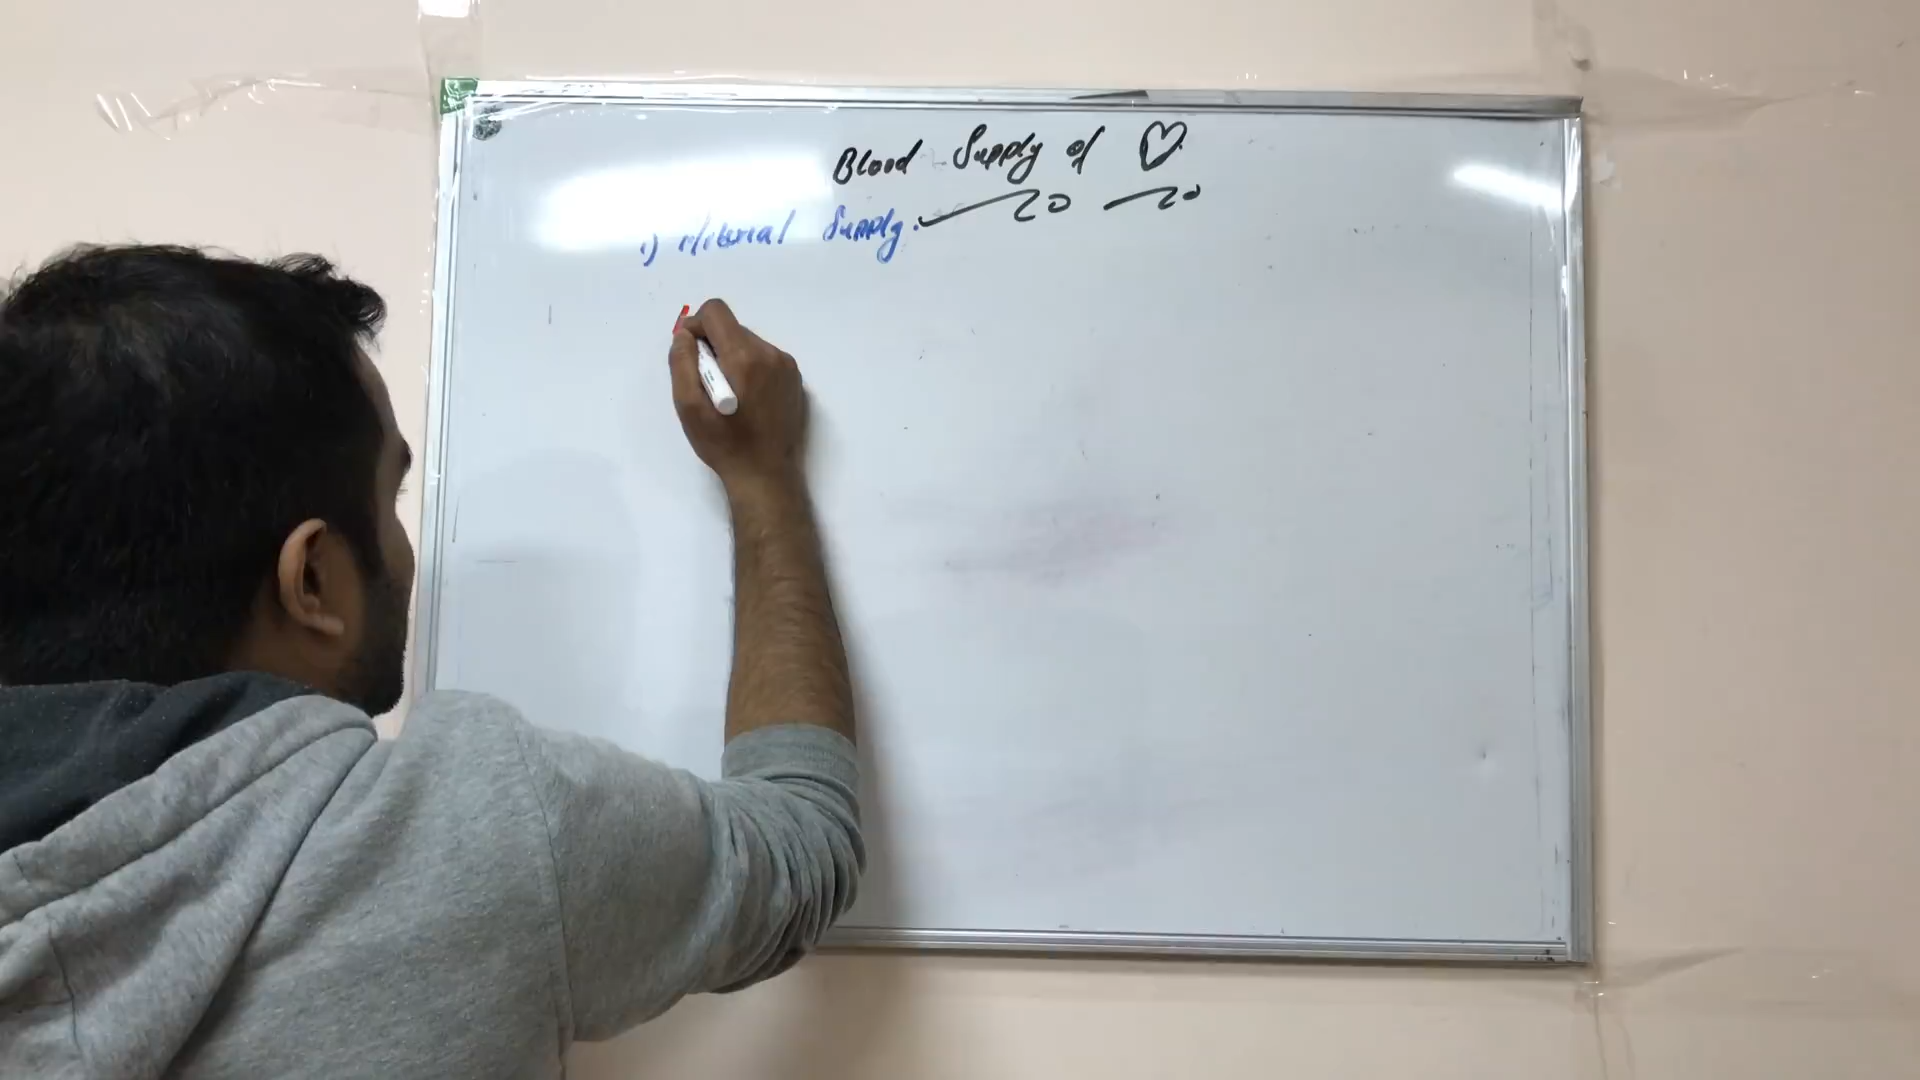 Blood Supply of ♡
1) Arterial Supply.